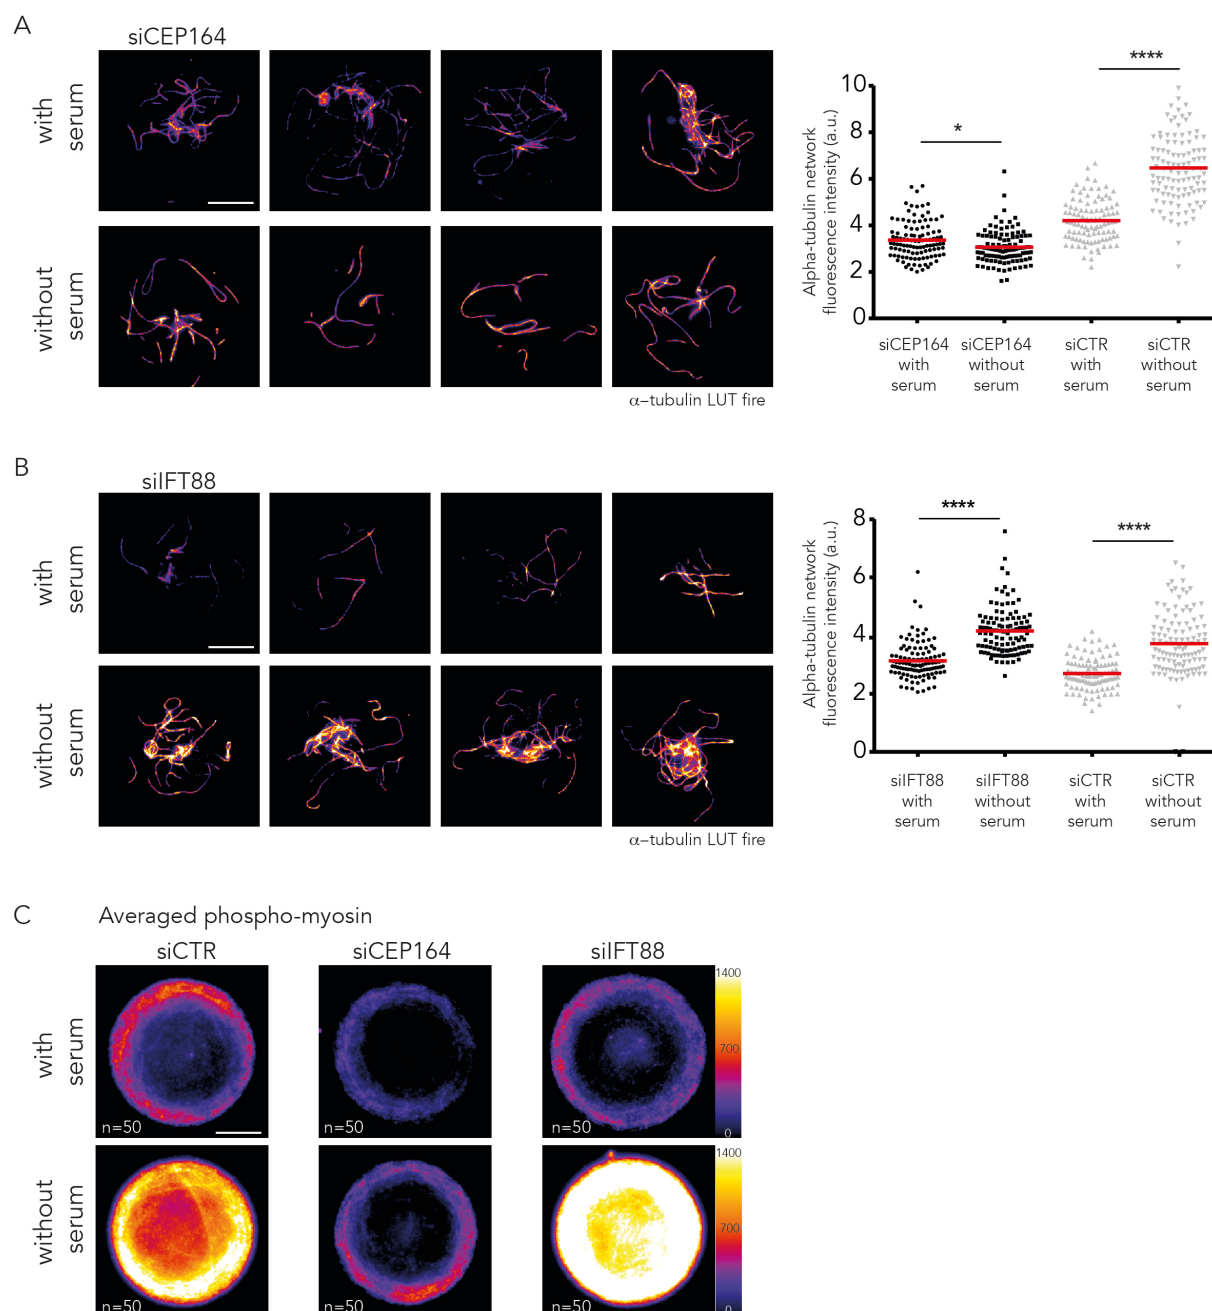 A
siCEP164
with
serum
without
serum
α–tubulin LUT fire
Alpha-tubulin network
fluorescence intensity (a.u.)
10
8
6
4
2
0
*
****
siCEP164
with
serum
siCEP164
without
serum
siCTR
with
serum
siCTR
without
serum
B
siIFT88
with
serum
without
serum
α–tubulin LUT fire
Alpha-tubulin network
fluorescence intensity (a.u.)
8
6
4
2
0
****
****
siIFT88
with
serum
siIFT88
without
serum
siCTR
with
serum
siCTR
without
serum
C
Averaged phospho-myosin
siCTR
siCEP164
siIFT88
with
serum
n=50
n=50
n=50
1400
700
0
without
serum
n=50
n=50
n=50
1400
700
0